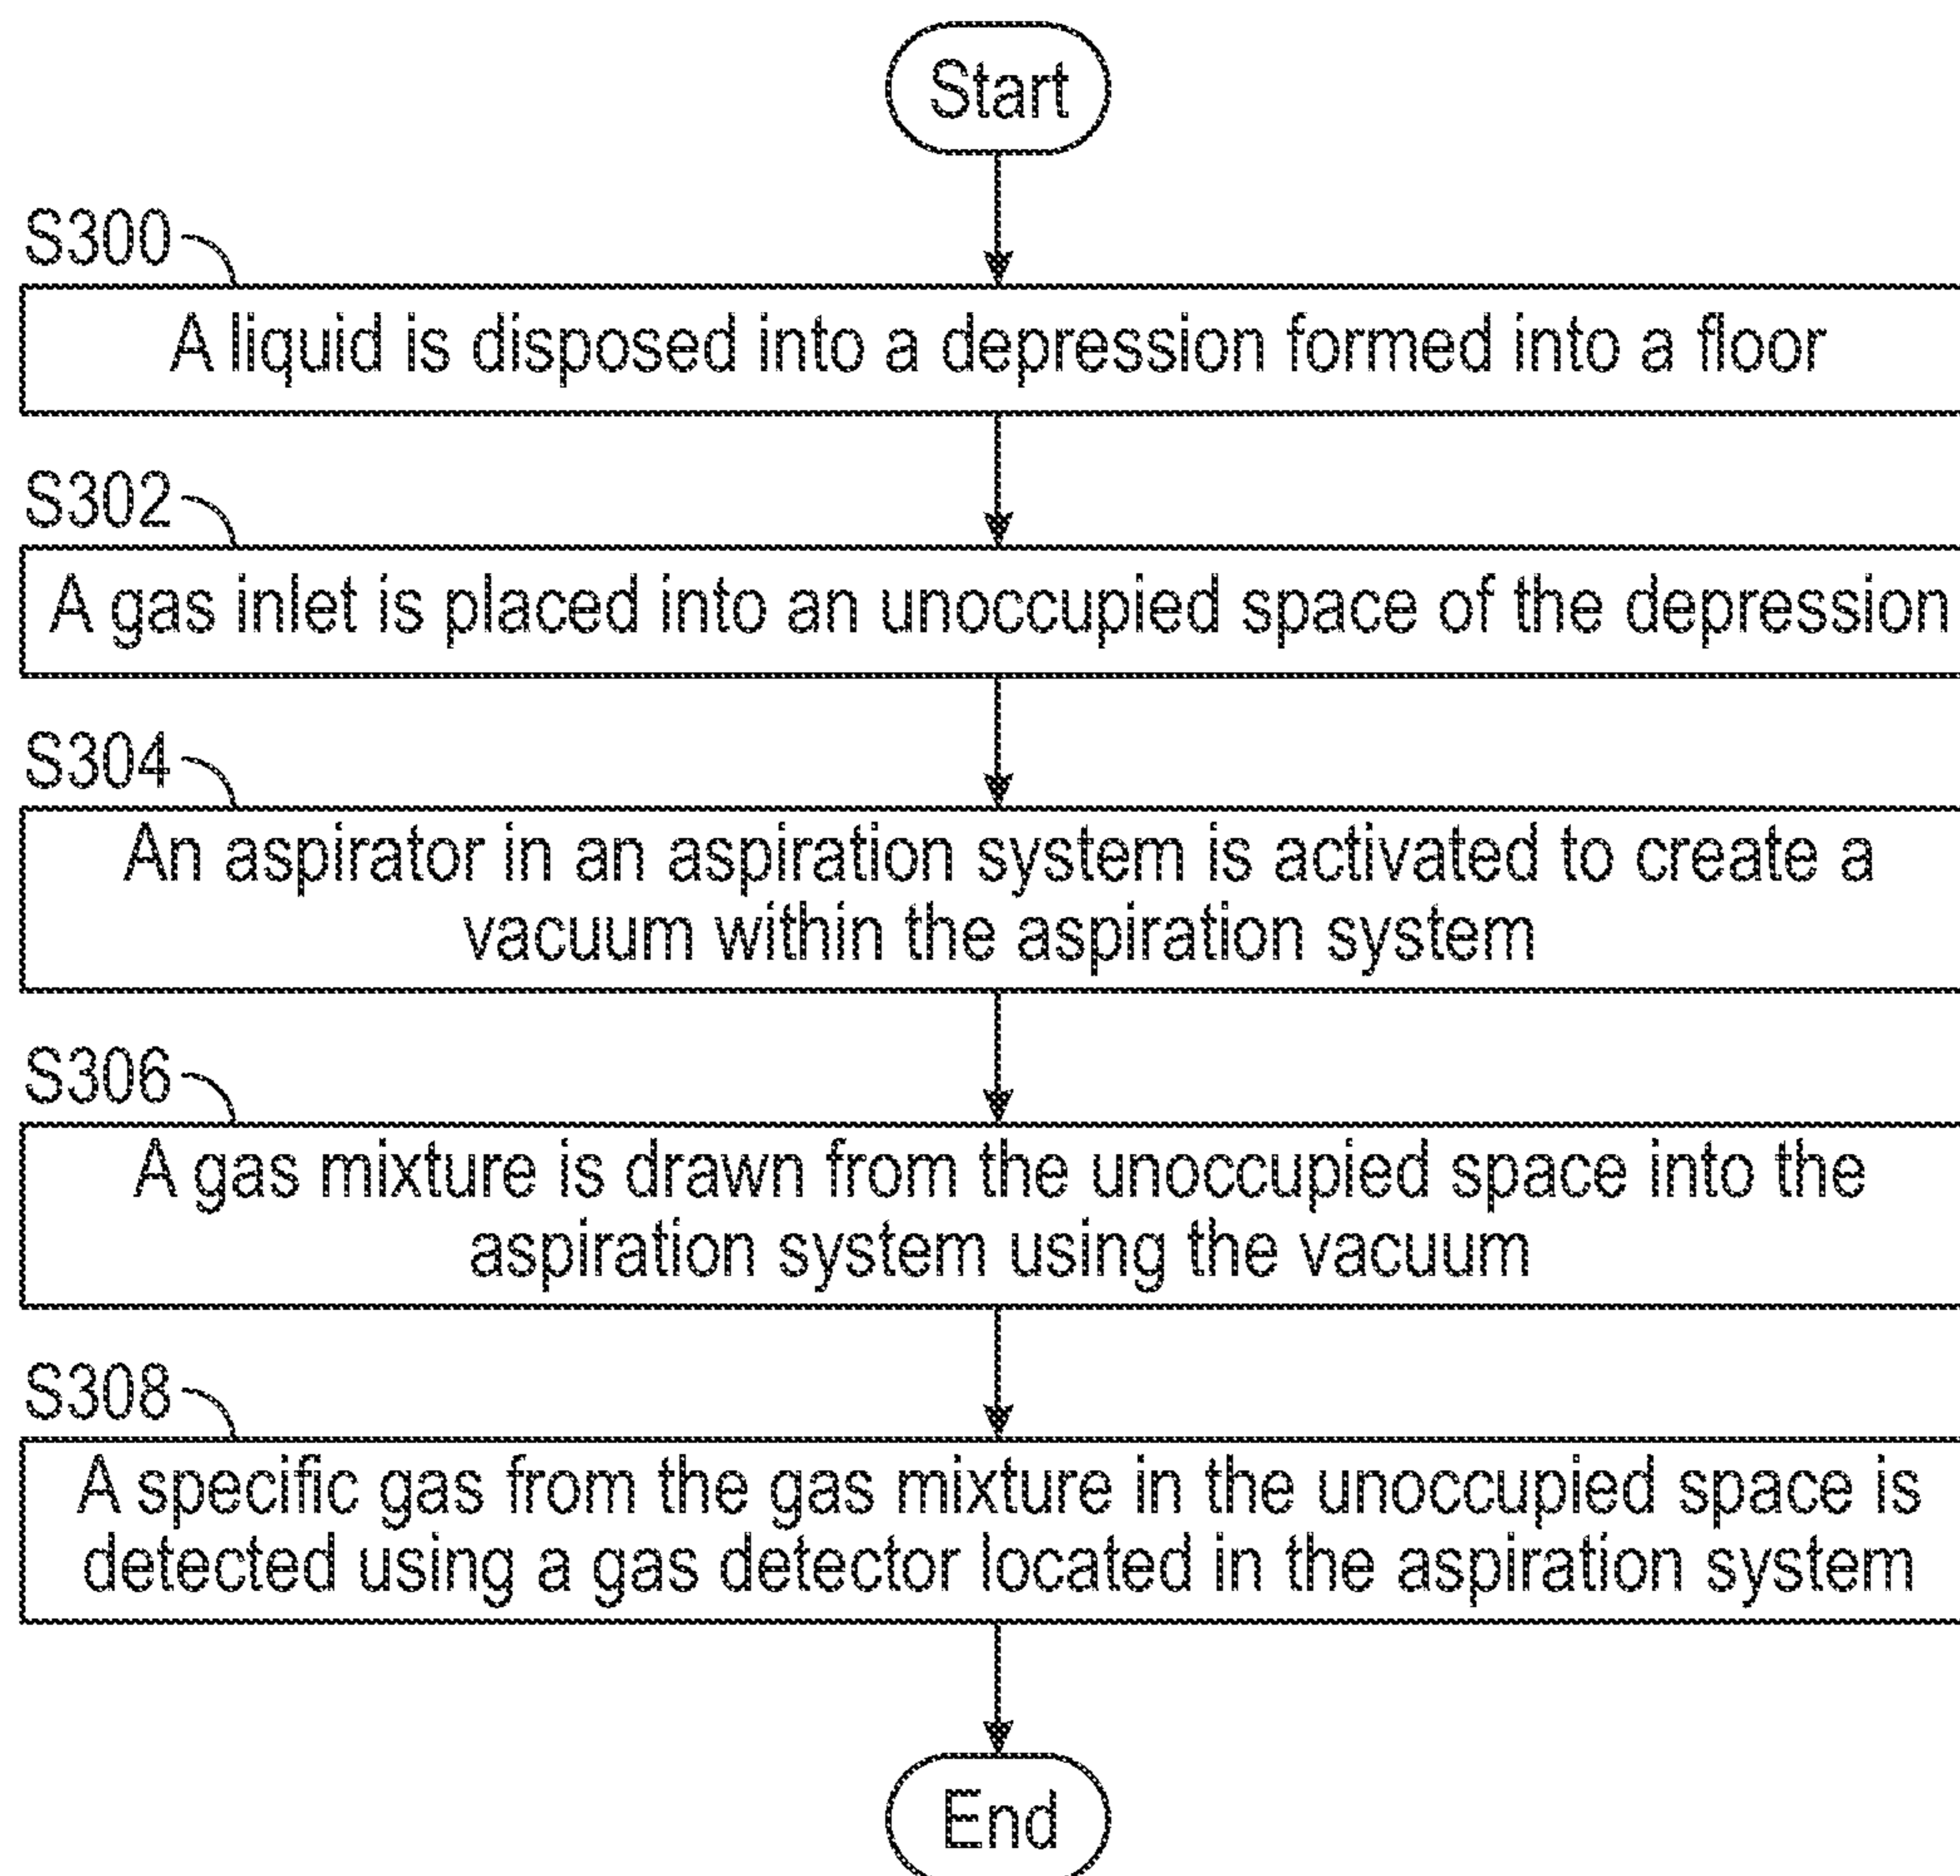 Start
S300
A liquid is disposed into a depression formed into a floor
S302
A gas inlet is placed into an unoccupied space of the depression
S304
An aspirator in an aspiration system is activated to create a
vacuum within the aspiration system
S306
A gas mixture is drawn from the unoccupied space into the
aspiration system using the vacuum
S308
A specific gas from the gas mixture in the unoccupied space is
detected using a gas detector located in the aspiration system
End